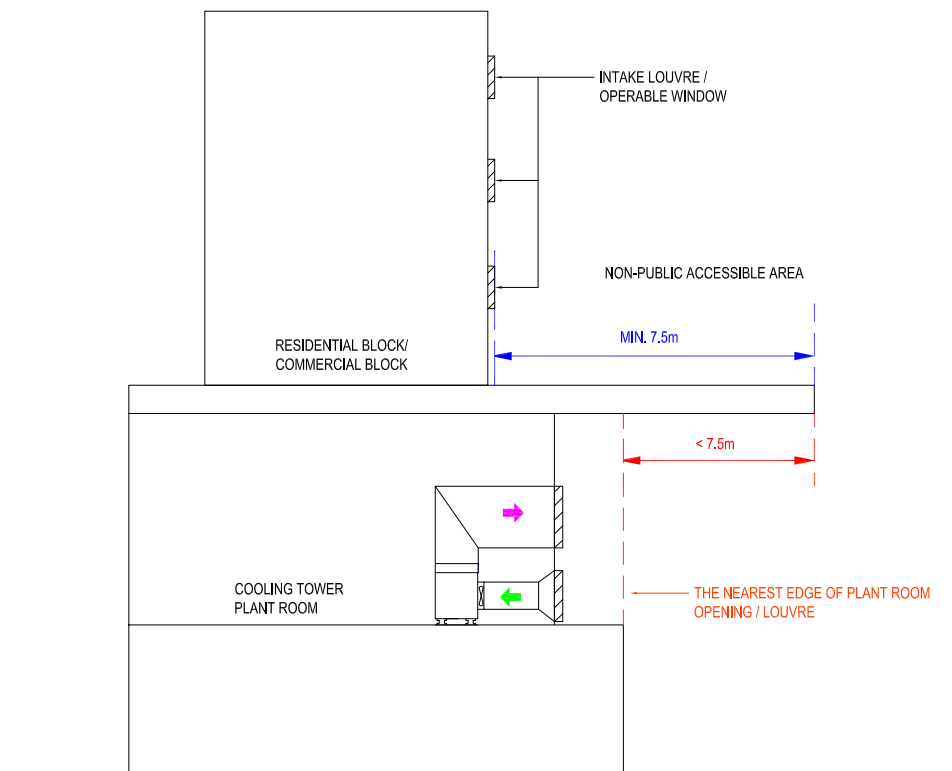 INTAKE LOUVRE /
OPERABLE WINDOW
NON-PUBLIC ACCESSIBLE AREA
MIN. 7.5m
RESIDENTIAL BLOCK/
COMMERCIAL BLOCK
< 7.5m
COOLING TOWER
PLANT ROOM
THE NEAREST EDGE OF PLANT ROOM
OPENING / LOUVRE